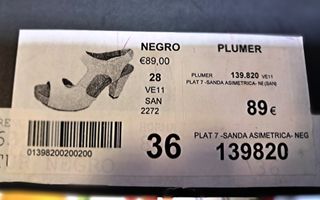 NEGRO
€89,00
28
VE11
SAN
2272
36
01398200200200
PLUMER
PLUMER 139.820 VE11
PLAT 7 -SANDA ASIMETRICA- NE(SAN)
89€
PLAT 7 -SANDA ASIMETRICA- NEG
139820